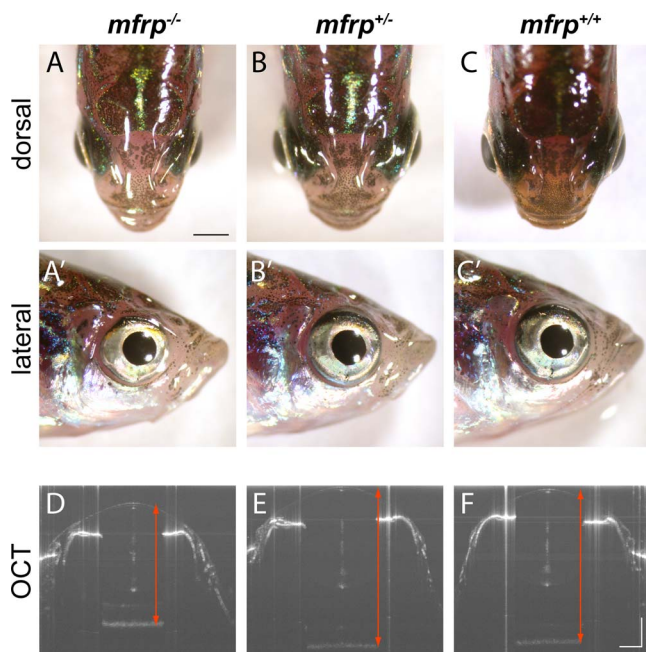 mfrp-/- mfrp+/- mfrp+/+
dorsal
A B C
lateral
A′ B′ C′
OCT
D E F